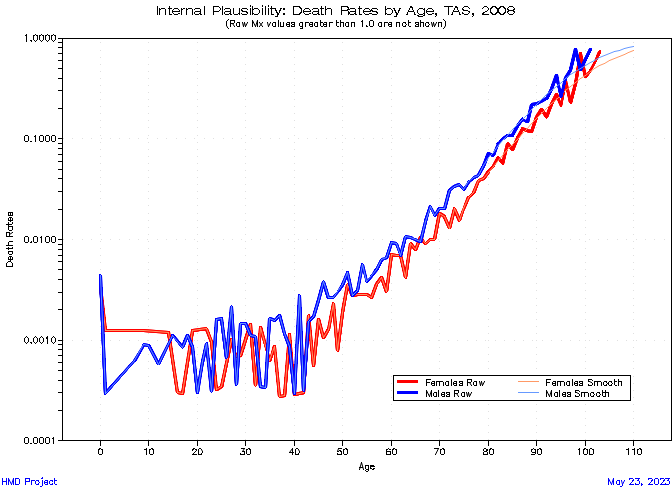 Internal Plausibility: Death Rates by Age, TAS, 2008
(Raw Mx values greater than 1.0 are not shown)
1.0000
0.1000
0.0100
0.0010
0.0001
Death Rates
0 10 20 30 40 50 60 70 80 90 100 110
Age
Females Raw Females Smooth
Males Raw Males Smooth
HMD Project May 23, 2023